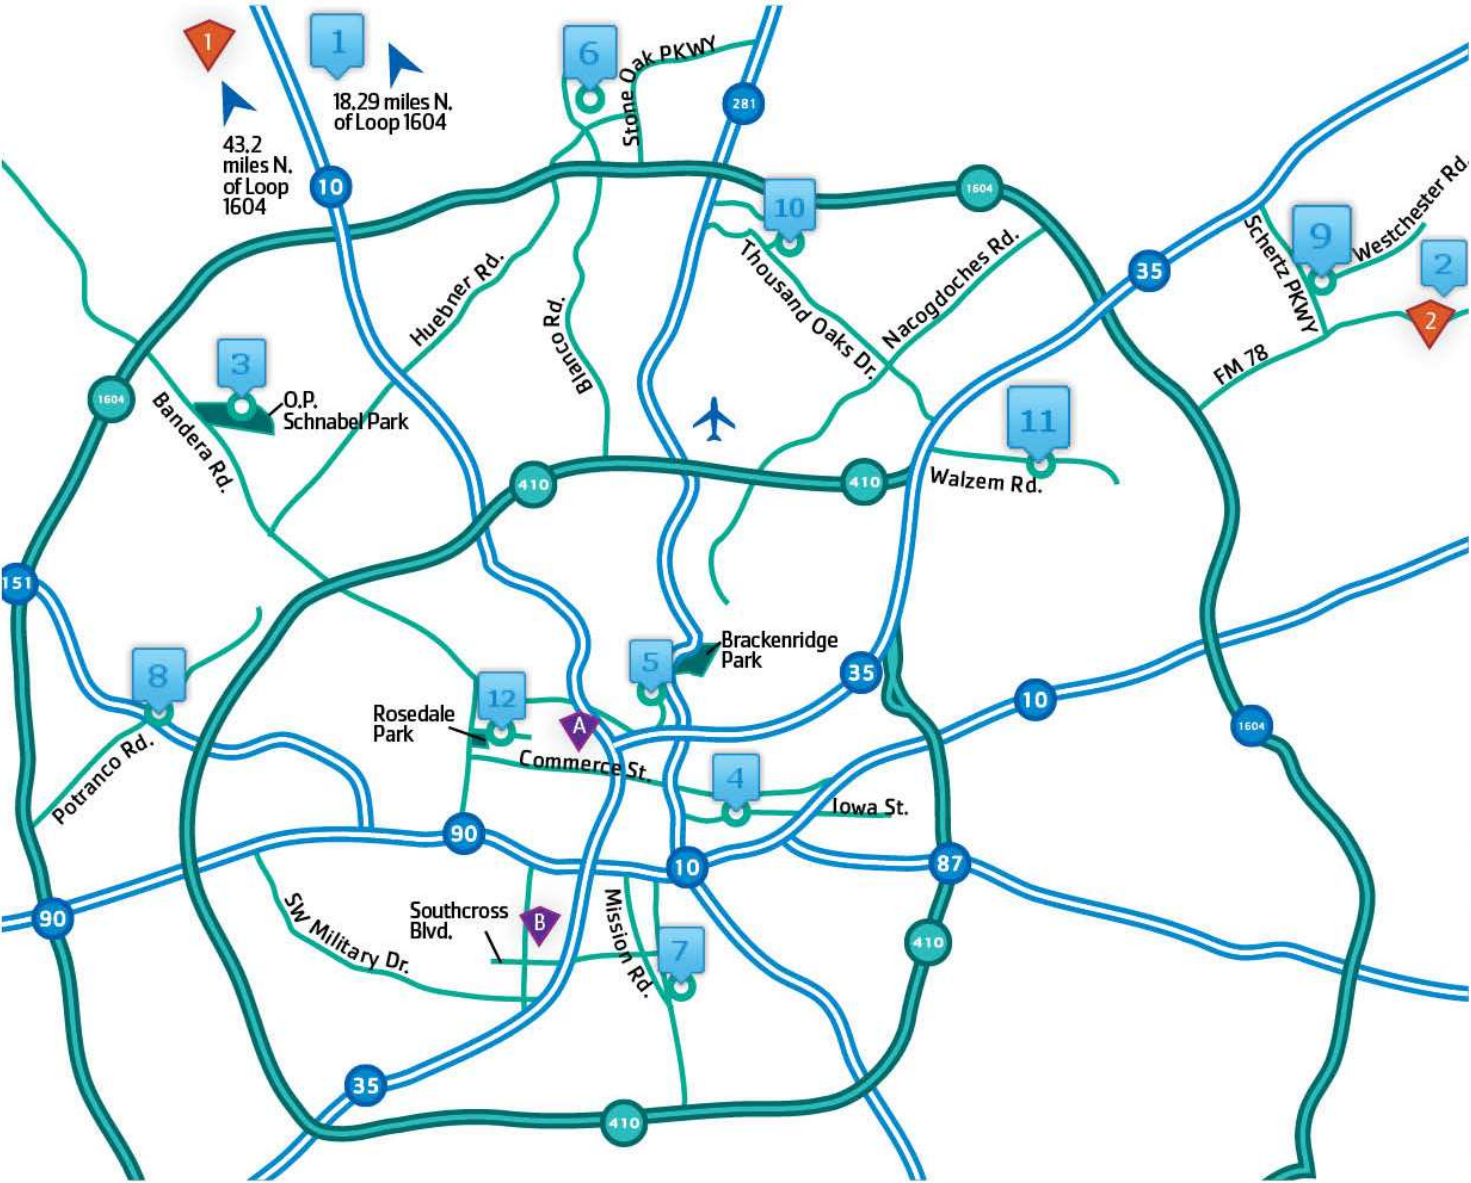 1
1
6
Stone Oak PKWY
281
18.29 miles N.
of Loop 1604
43.2
miles N.
of Loop
1604
10
10
1604
9
Westchester Rd.
Schertz PKWY
2
2
35
Huebner Rd.
Blanco Rd.
Thousand Oaks Dr.
Nacogdoches Rd.
FM 78
3
O.P.
Schnabel Park
1604
Bandera Rd.
11
410
410
Walzem Rd.
151
Brackenridge
Park
5
35
8
12
10
Rosedale
Park
A
1604
Commerce St.
Potranco Rd.
4
Iowa St.
90
10
87
90
SW Military Dr.
Southcross
Blvd.
B
Mission Rd.
7
410
35
410